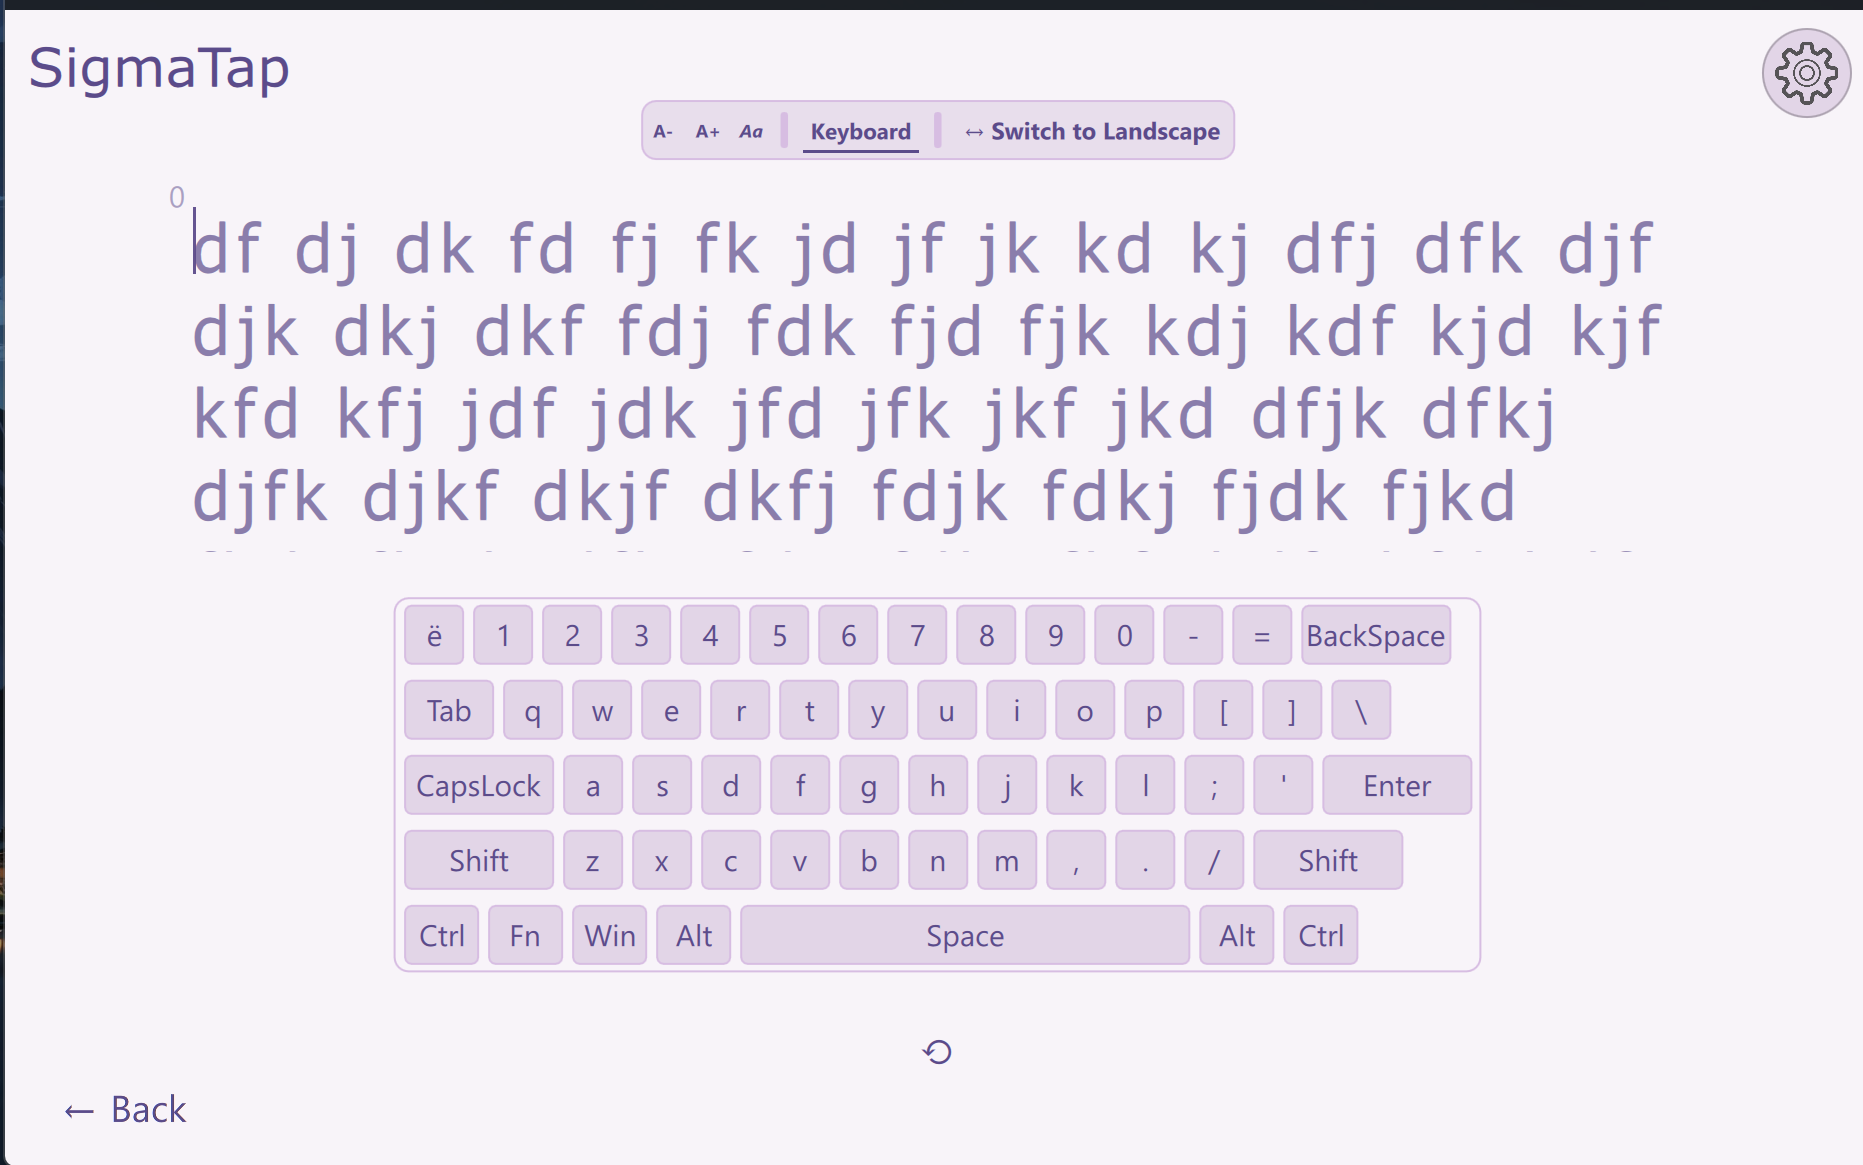 SigmaTap
A- A+ Aa Keyboard ↔ Switch to Landscape
0
df dj dk fd fj fk jd jf jk kd kj dfj dfk djf
djk dkj dkf fdj fdk fjd fjk kdj kdf kjd kjf
kfd kfj jdf jdk jfd jfk jkf jkd dfjk dfkj
djfk djkf dkjf dkfj fdjk fdkj fjdk fjkd
ë 1 2 3 4 5 6 7 8 9 0 - = BackSpace
Tab q w e r t y u i o p [ ] \
CapsLock a s d f g h j k l ; ' Enter
Shift z x c v b n m , . / Shift
Ctrl Fn Win Alt Space Alt Ctrl
← Back